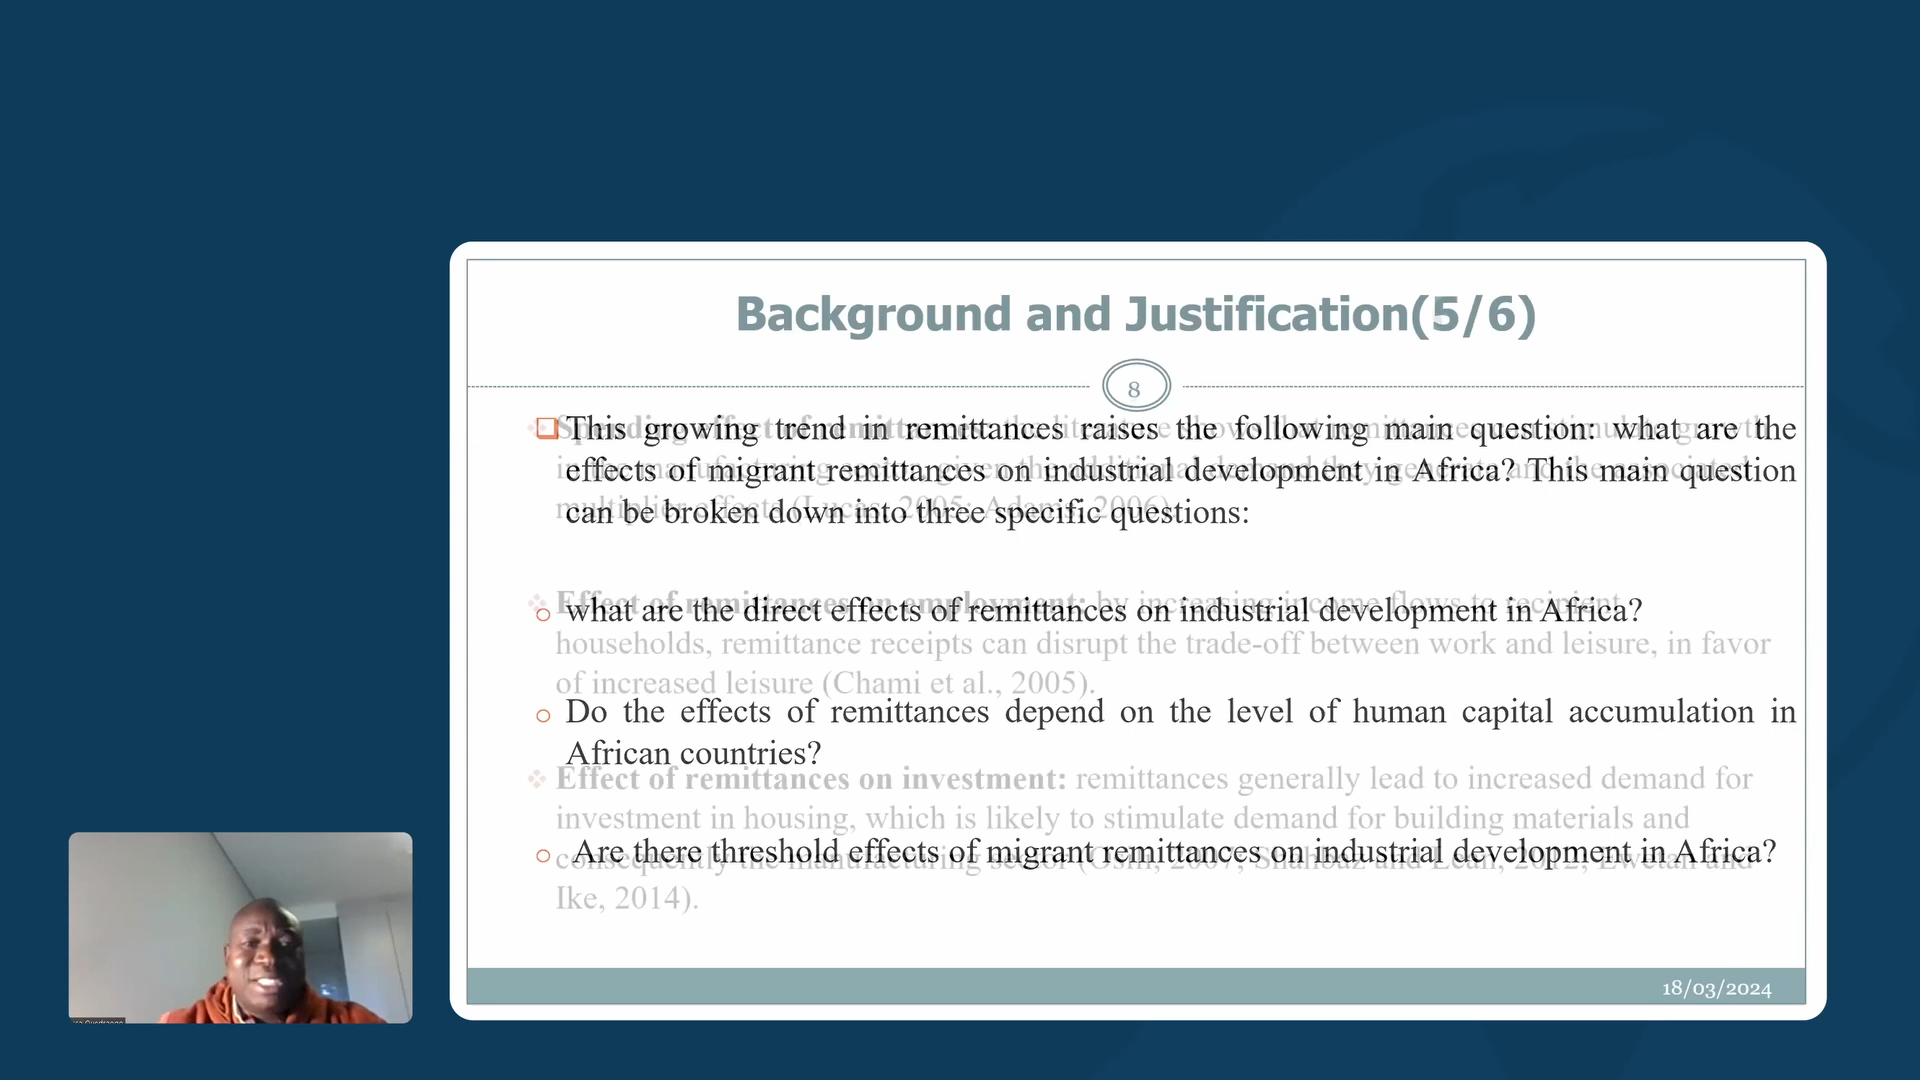 Background and Justification(5/6)
8
This growing trend in remittances raises the following main question: what are the
effects of migrant remittances on industrial development in Africa? This main question
can be broken down into three specific questions:
what are the direct effects of remittances on industrial development in Africa?
households, remittance receipts can disrupt the trade-off between work and leisure, in favor
of increased leisure (Chami et al., 2005).
Do the effects of remittances depend on the level of human capital accumulation in
African countries?
Effect of remittances on investment: remittances generally lead to increased demand for
investment in housing, which is likely to stimulate demand for building materials and
Are there threshold effects of migrant remittances on industrial development in Africa?
Ike, 2014).
18/03/2024